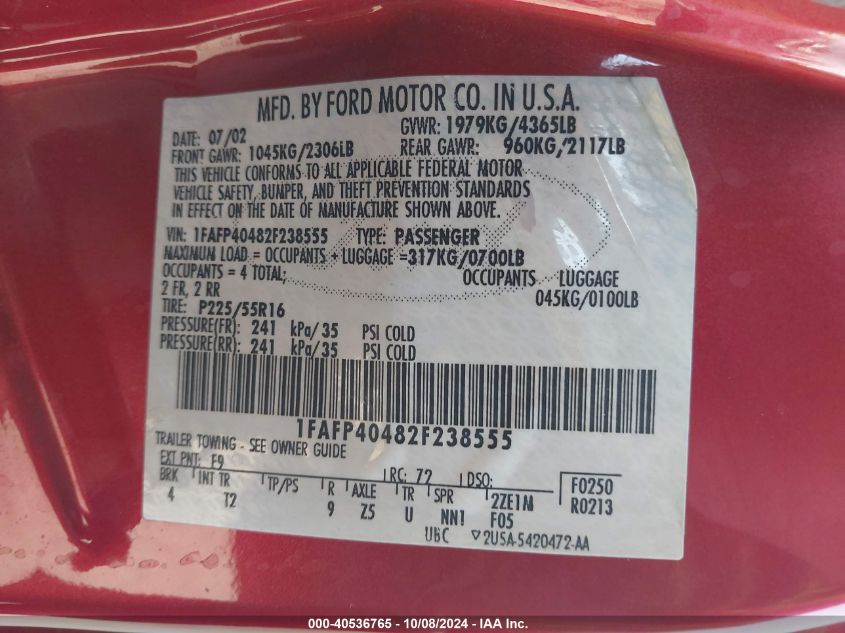 MFD. BY FORD MOTOR CO. IN U.S.A.
DATE: 07/02 GVWR: 1979KG/4365LB
FRONT GAWR: 1045KG/2306LB REAR GAWR: 960KG/2117LB
THIS VEHICLE CONFORMS TO ALL APPLICABLE FEDERAL MOTOR
VEHICLE SAFETY, BUMPER, AND THEFT PREVENTION STANDARDS
IN EFFECT ON THE DATE OF MANUFACTURE SHOWN ABOVE.
VIN: 1FAFP40482F238555 TYPE: PASSENGER
MAXIMUM LOAD = OCCUPANTS + LUGGAGE =317KG/0700LB
OCCUPANTS = 4 TOTAL; OCCUPANTS LUGGAGE
2 FR, 2 RR 045KG/0100LB
TIRE: P225/55R16
PRESSURE(FR): 241 kPa/35 PSI COLD
PRESSURE(RR): 241 kPa/35 PSI COLD
1FAFP40482F238555
TRAILER TOWING - SEE OWNER GUIDE
EXT PNT: F9 RC: 72 DSO:
BRK INT TR TP/PS R AXLE TR SPR 2ZE1M F0250
4 T2 9 Z5 U NN1 F05 R0213
UBC 2USA-5420472-AA
000-40536765 - 10/08/2024 - IAA Inc.